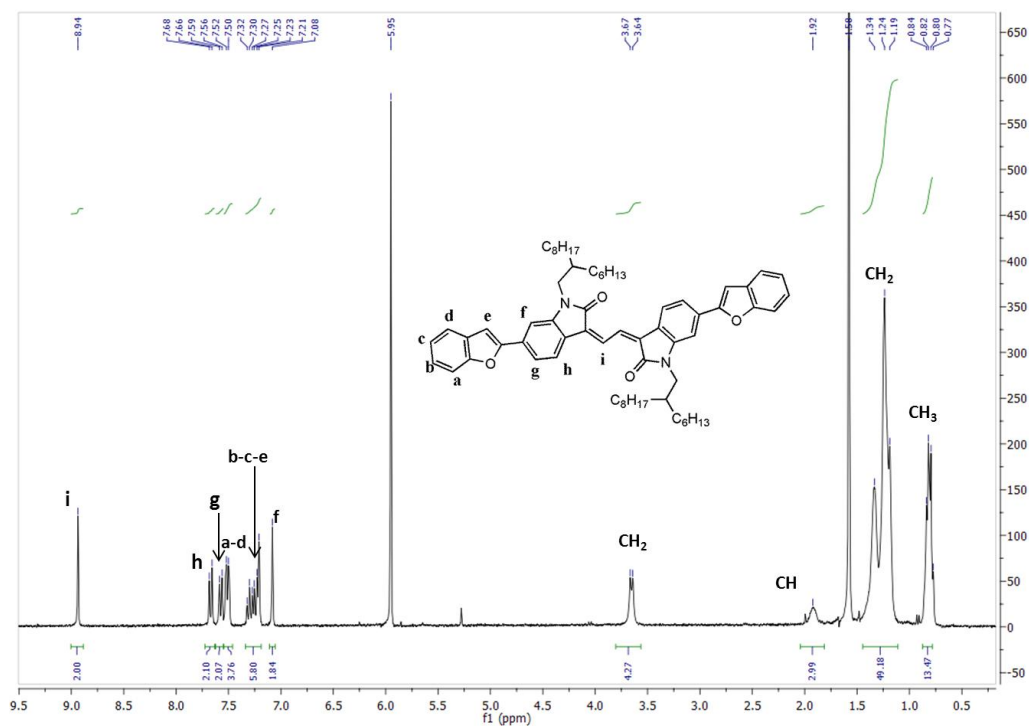 8.94 7.68 7.66 7.59 7.56 7.52 7.50 7.32 7.30 7.27 7.25 7.23 7.21 7.08 5.95 3.67 3.64 1.92 1.58 1.34 1.24 1.19 0.84 0.82 0.80 0.77
650
600
550
500
450
400
350
300
250
200
150
100
50
0
-50
C8H17
C6H13
N O
d e f
c O
b a g h i
O
O N
C8H17
C6H13
CH2
CH3
b-c-e
i g f
a-d
h
CH2
CH
2.00 2.10 2.07 3.76 5.80 1.84 4.27 2.99 49.18 13.47
9.5 9.0 8.5 8.0 7.5 7.0 6.5 6.0 5.5 5.0 4.5 4.0 3.5 3.0 2.5 2.0 1.5 1.0 0.5
f1 (ppm)